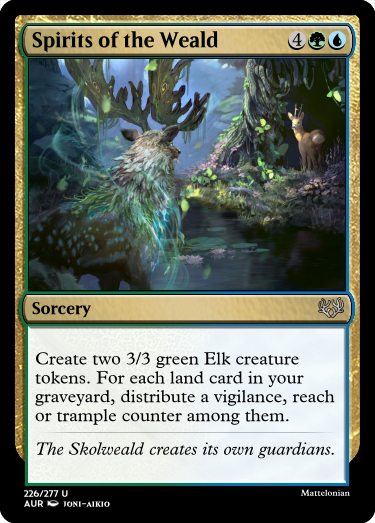 Spirits of the Weald 4
Sorcery
Create two 3/3 green Elk creature
tokens. For each land card in your
graveyard, distribute a vigilance, reach
or trample counter among them.
The Skolweald creates its own guardians.
226/277 U
Mattelonian
AUR JONI-AIKIO